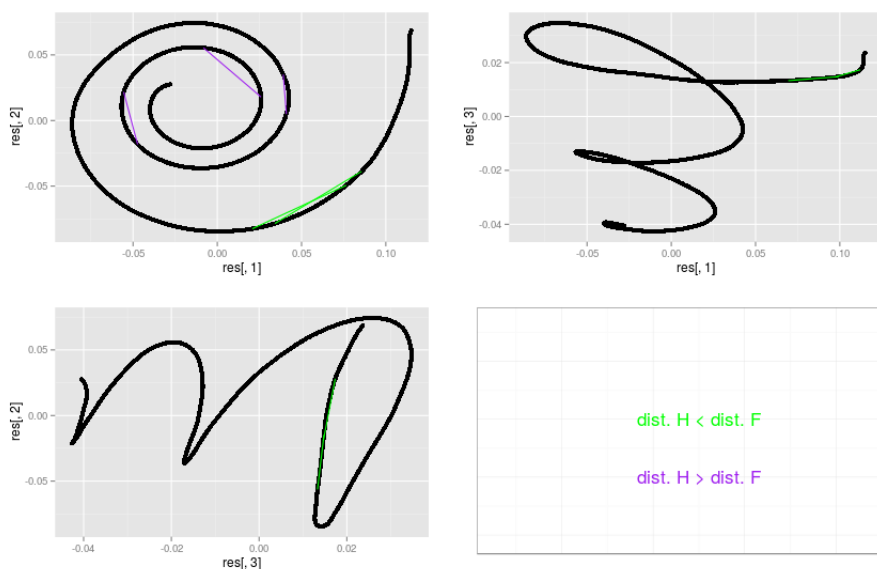 0.05
0.00
-0.05
res[, 2]
-0.05
0.00
0.05
0.10
res[, 1]
0.02
0.00
-0.02
-0.04
res[, 3]
-0.05
0.00
0.05
0.10
res[, 1]
0.05
0.00
-0.05
res[, 2]
-0.04
-0.02
0.00
0.02
res[, 3]
dist. H < dist. F
dist. H > dist. F